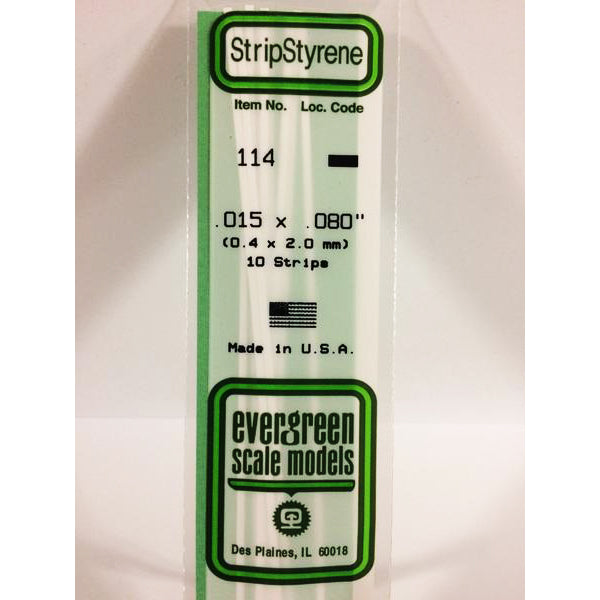 StripStyrene
Item No. Loc. Code
114
.015 x .080"
(0.4 x 2.0 mm)
10 Strips
Made in U.S.A.
evergreen
scale models
Des Plaines, IL 60018